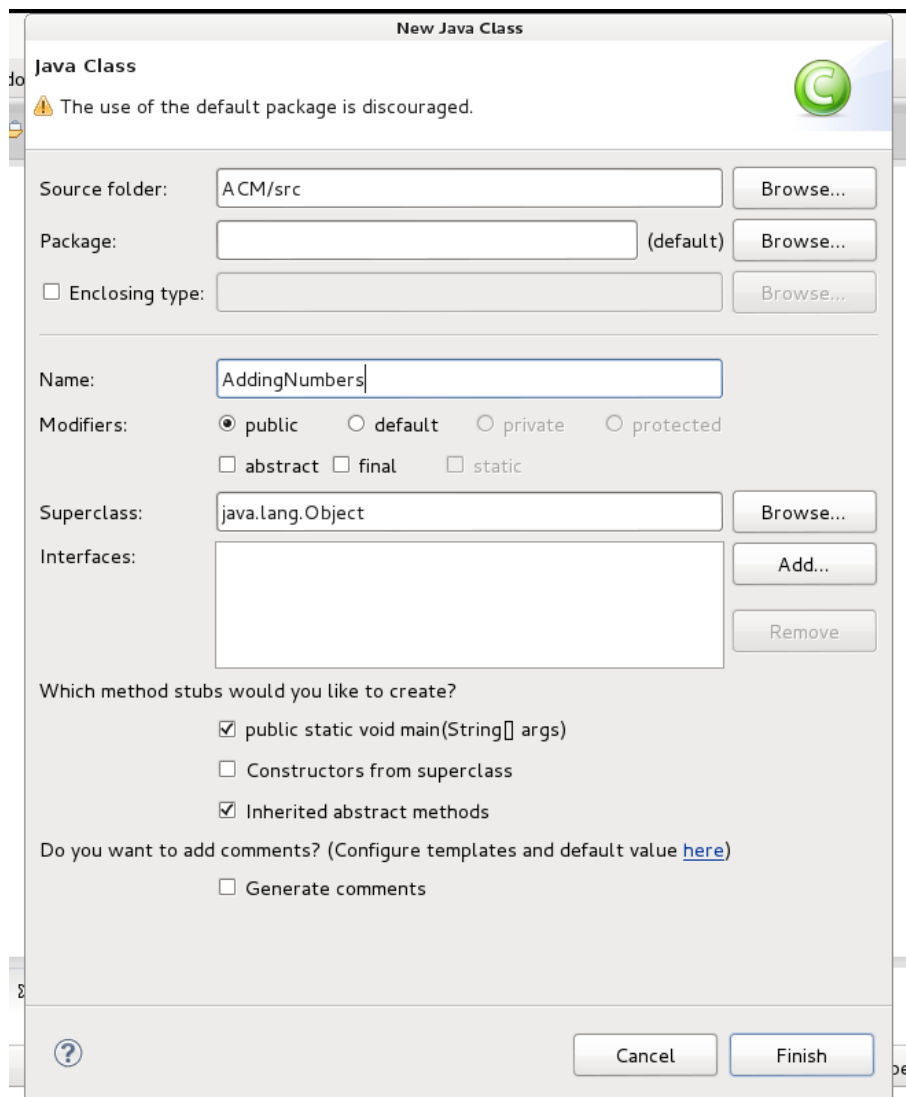 New Java Class
Java Class
The use of the default package is discouraged.
Source folder: ACM/src Browse...
Package: (default) Browse...
Enclosing type: Browse...
Name: AddingNumbers
Modifiers: public default private protected
abstract final static
Superclass: java.lang.Object Browse...
Interfaces: Add...
Remove
Which method stubs would you like to create?
public static void main(String[] args)
Constructors from superclass
Inherited abstract methods
Do you want to add comments? (Configure templates and default value here)
Generate comments
Cancel Finish